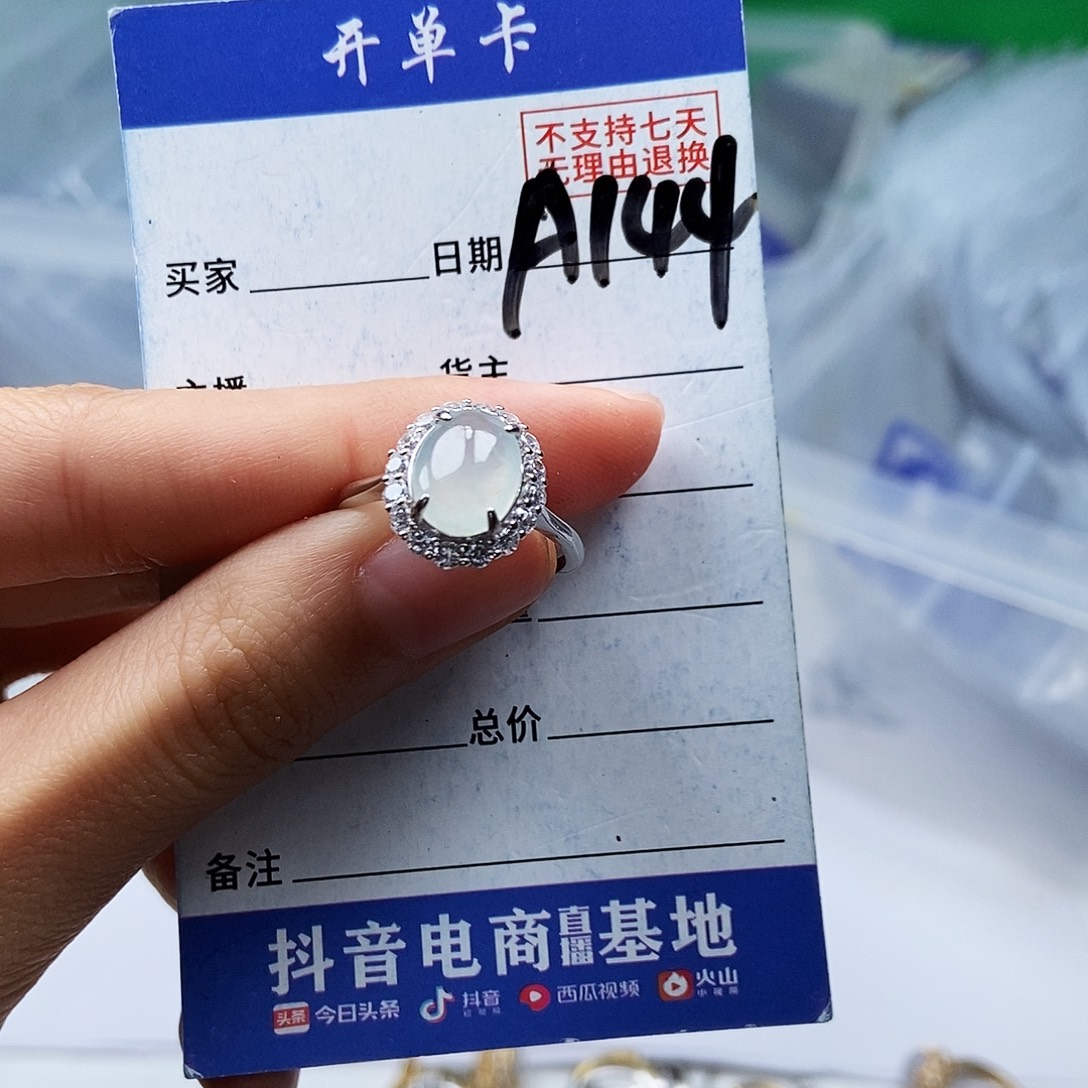 开单卡
不支持七天
无理由退换
A144
买家 日期
主播 货主
总价
备注
抖音电商直播基地
头条 今日头条 抖音 西瓜视频 火山